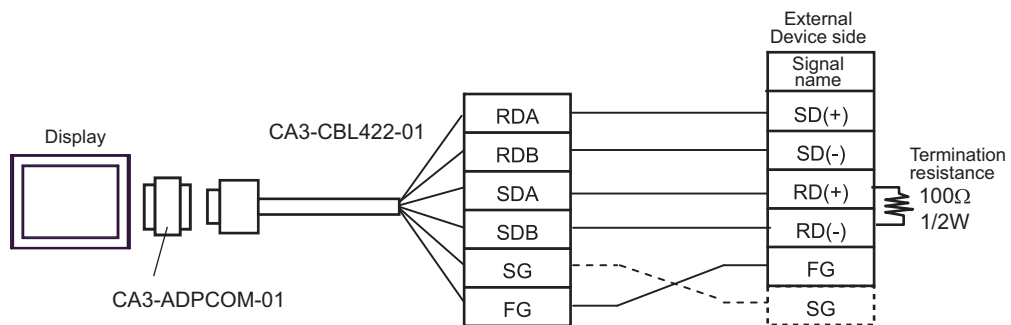 External
Device side
Signal
name
Display
CA3-CBL422-01
CA3-ADPCOM-01
RDA
RDB
SDA
SDB
SG
FG
SD(+)
SD(-)
RD(+)
RD(-)
FG
SG
Termination
resistance
100Ω
1/2W